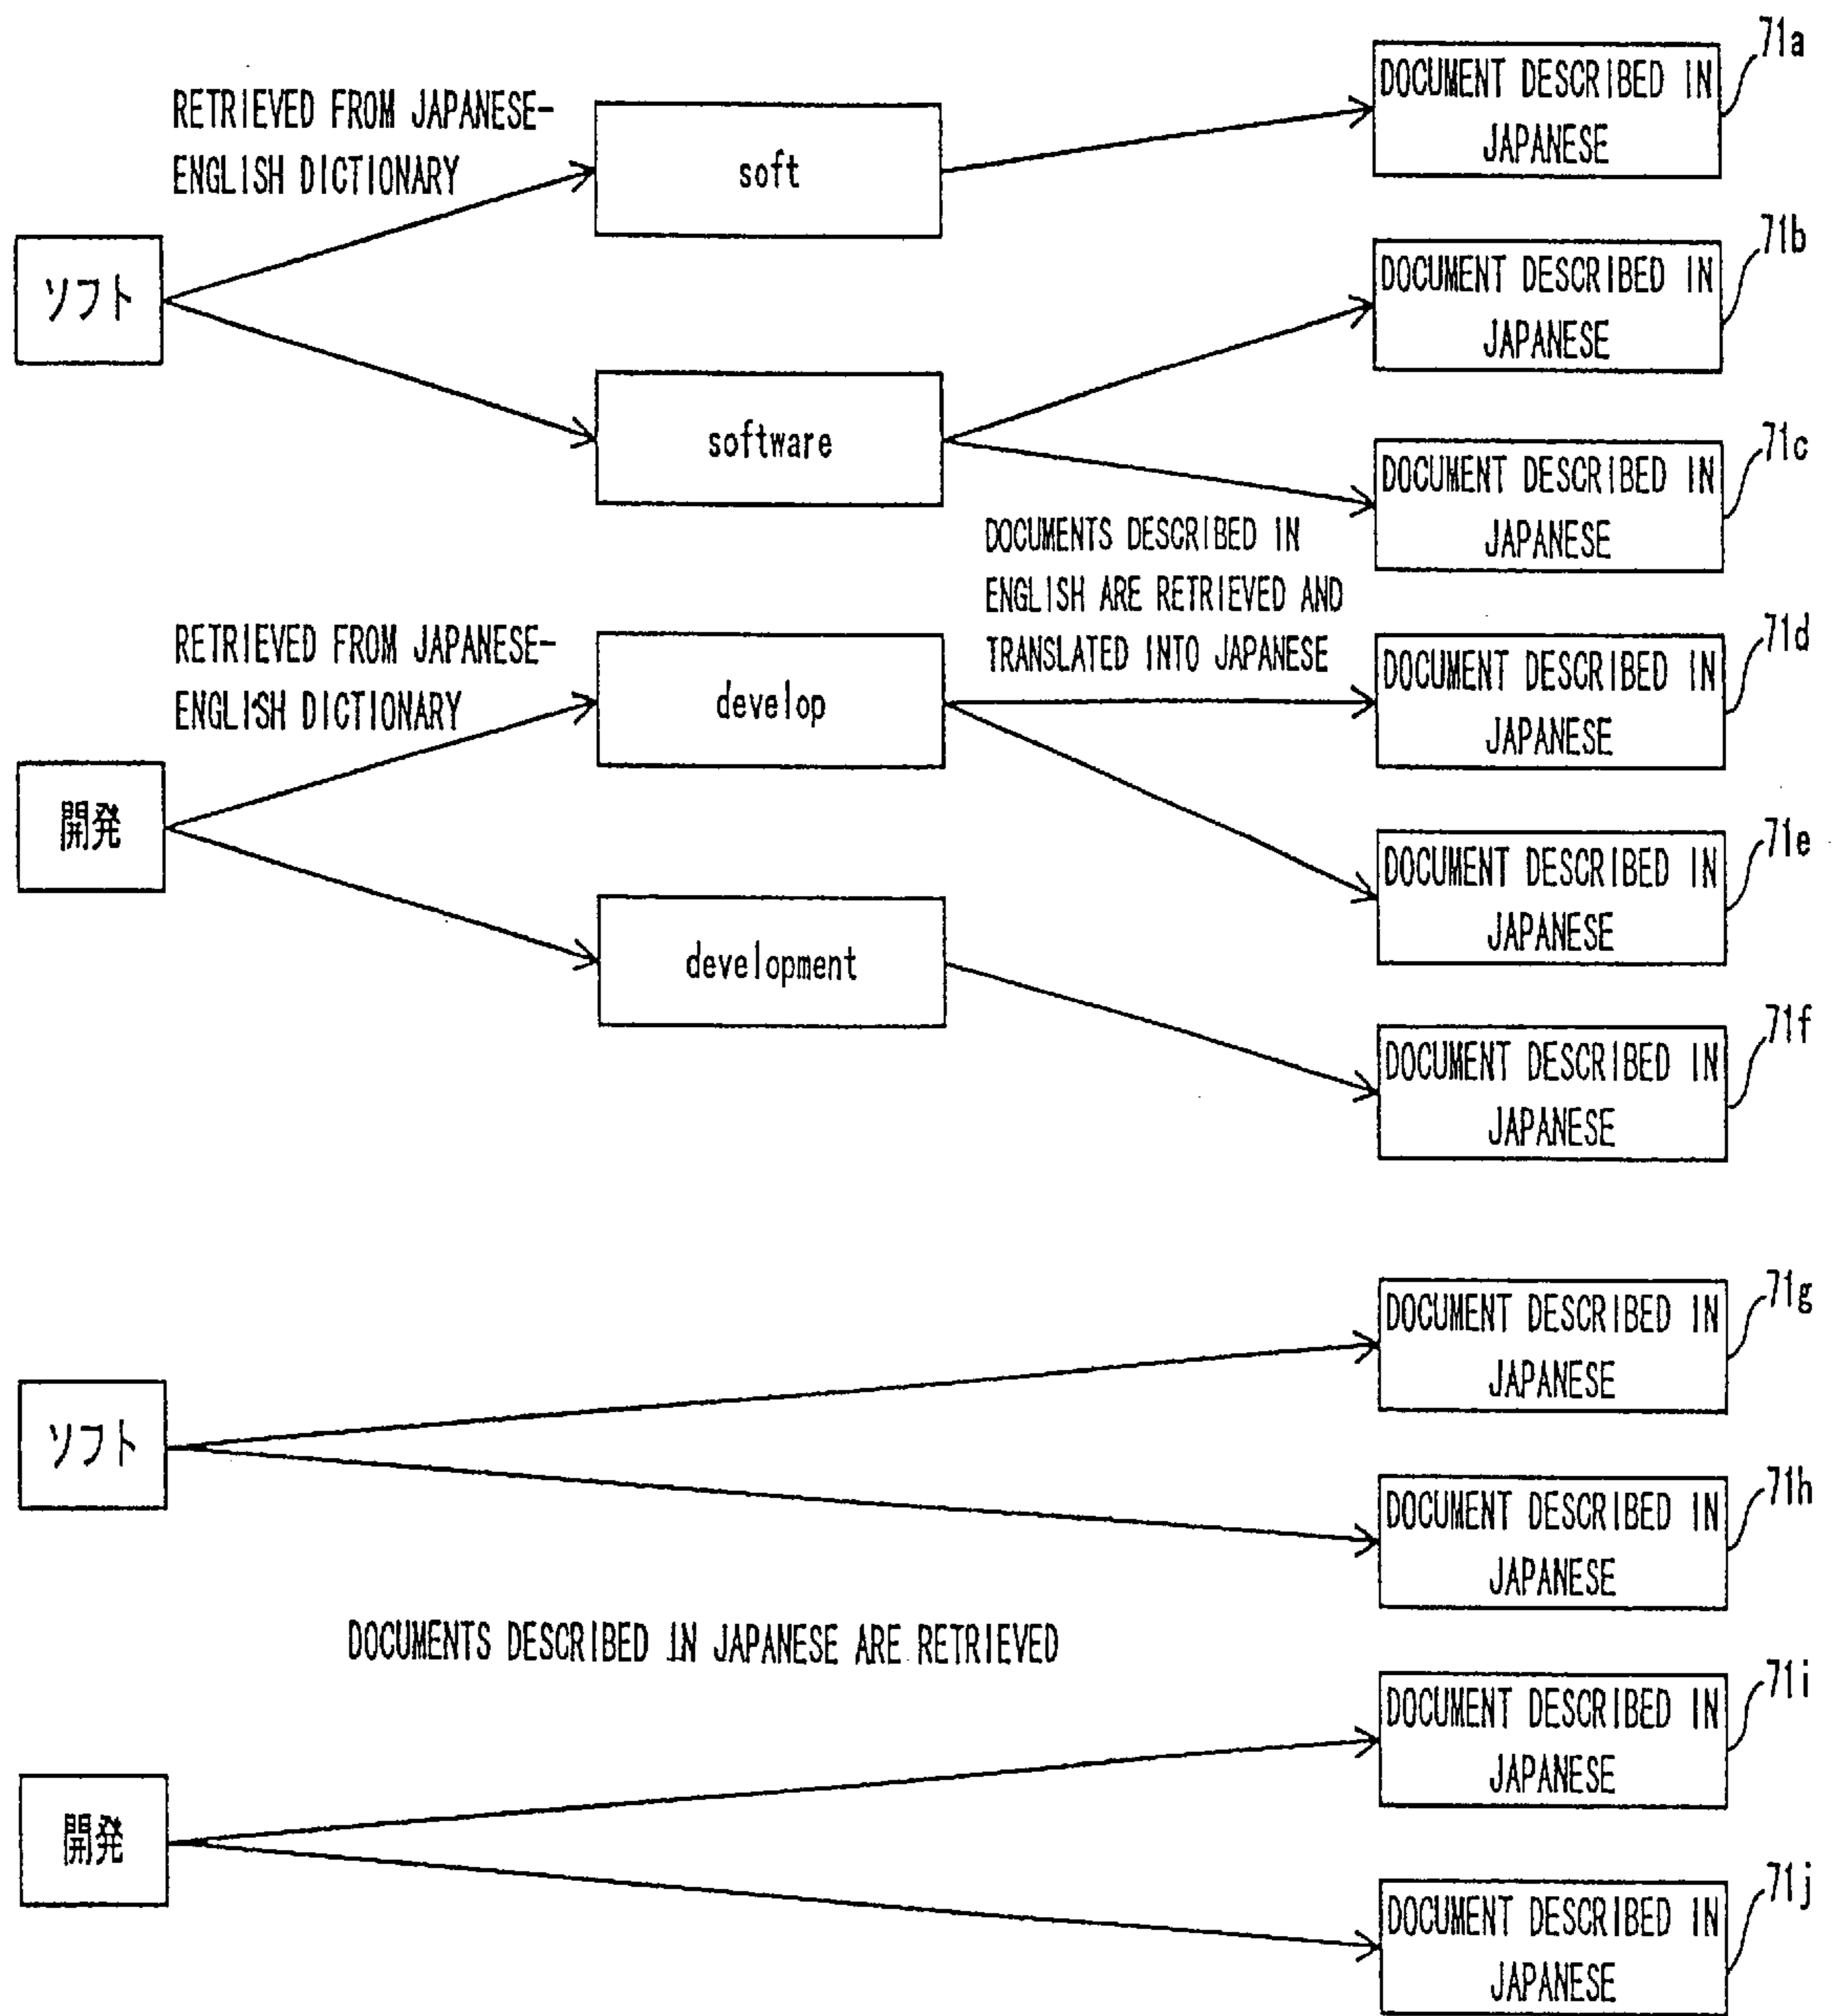 71a
DOCUMENT DESCRIBED IN
JAPANESE
RETRIEVED FROM JAPANESE-
ENGLISH DICTIONARY
soft
71b
DOCUMENT DESCRIBED IN
JAPANESE
ソフト
software
71c
DOCUMENT DESCRIBED IN
JAPANESE
DOCUMENTS DESCRIBED IN
ENGLISH ARE RETRIEVED AND
TRANSLATED INTO JAPANESE
RETRIEVED FROM JAPANESE-
ENGLISH DICTIONARY
develop
71d
DOCUMENT DESCRIBED IN
JAPANESE
開発
71e
DOCUMENT DESCRIBED IN
JAPANESE
development
71f
DOCUMENT DESCRIBED IN
JAPANESE
71g
DOCUMENT DESCRIBED IN
JAPANESE
ソフト
71h
DOCUMENT DESCRIBED IN
JAPANESE
DOCUMENTS DESCRIBED IN JAPANESE ARE RETRIEVED
71i
DOCUMENT DESCRIBED IN
JAPANESE
開発
71j
DOCUMENT DESCRIBED IN
JAPANESE